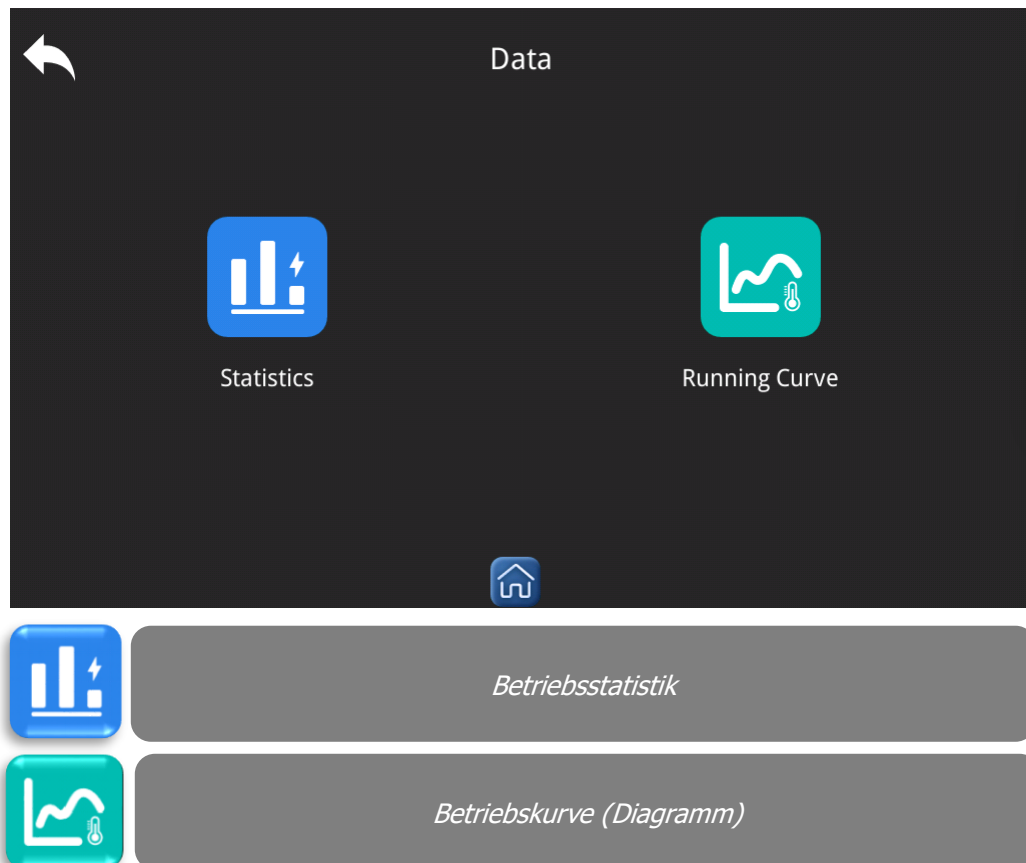 Data
Statistics
Running Curve
Betriebsstatistik
Betriebskurve (Diagramm)